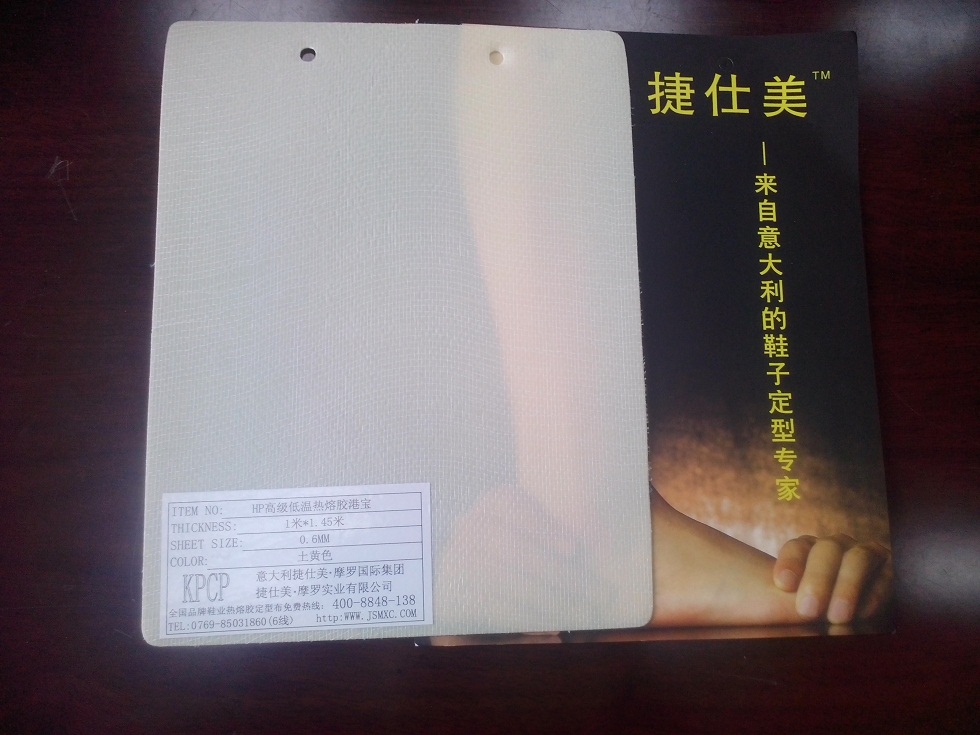 捷仕美™
—来自意大利的鞋子定型专家
ITEM NO: HP高级低温热熔胶港宝
THICKNESS: 1米*1.45米
SHEET SIZE: 0.6MM
COLOR: 土黄色
KPCP
意大利捷仕美·摩罗国际集团
捷仕美·摩罗实业有限公司
全国品牌鞋业热熔胶定型布免费热线: 400-8848-138
TEL:0769-85031860(6线) http:WWW.JSMXC.COM